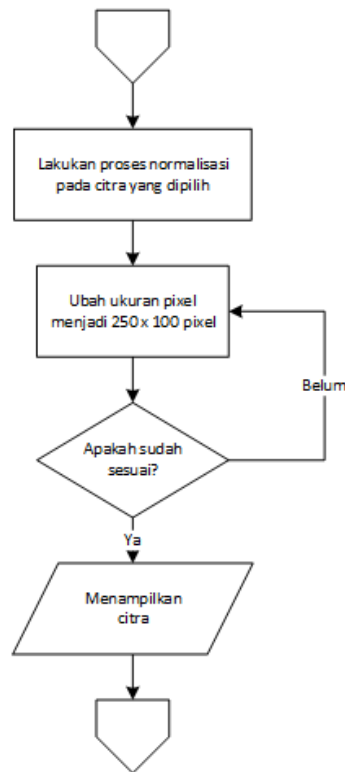 Lakukan proses normalisasi
pada citra yang dipilih
Ubah ukuran pixel
menjadi 250 x 100 pixel
Belum
Apakah sudah
sesuai?
Ya
Menampilkan
citra